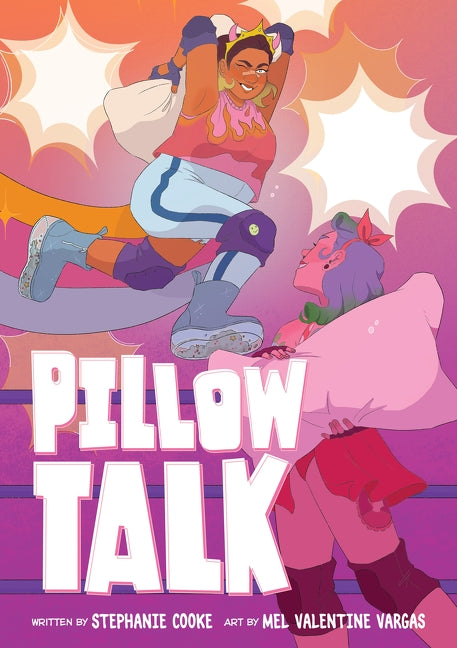 PILLOW
TALK
WRITTEN BY STEPHANIE COOKE ART BY MEL VALENTINE VARGAS